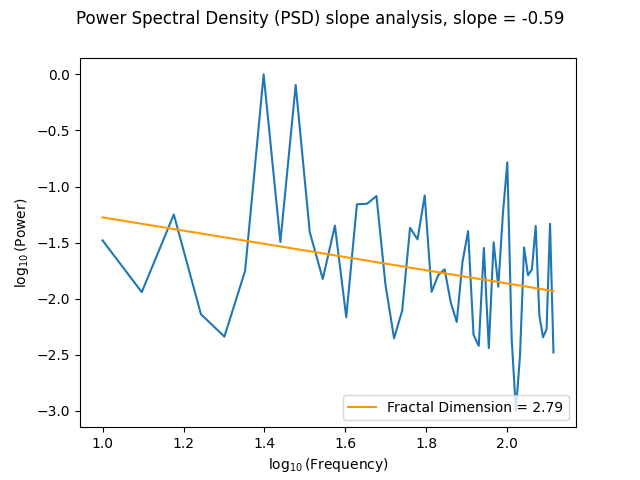 Power Spectral Density (PSD) slope analysis, slope = -0.59
0.0
−0.5
−1.0
−1.5
−2.0
−2.5
−3.0
log₁₀(Power)
Fractal Dimension = 2.79
1.0 1.2 1.4 1.6 1.8 2.0
log₁₀(Frequency)